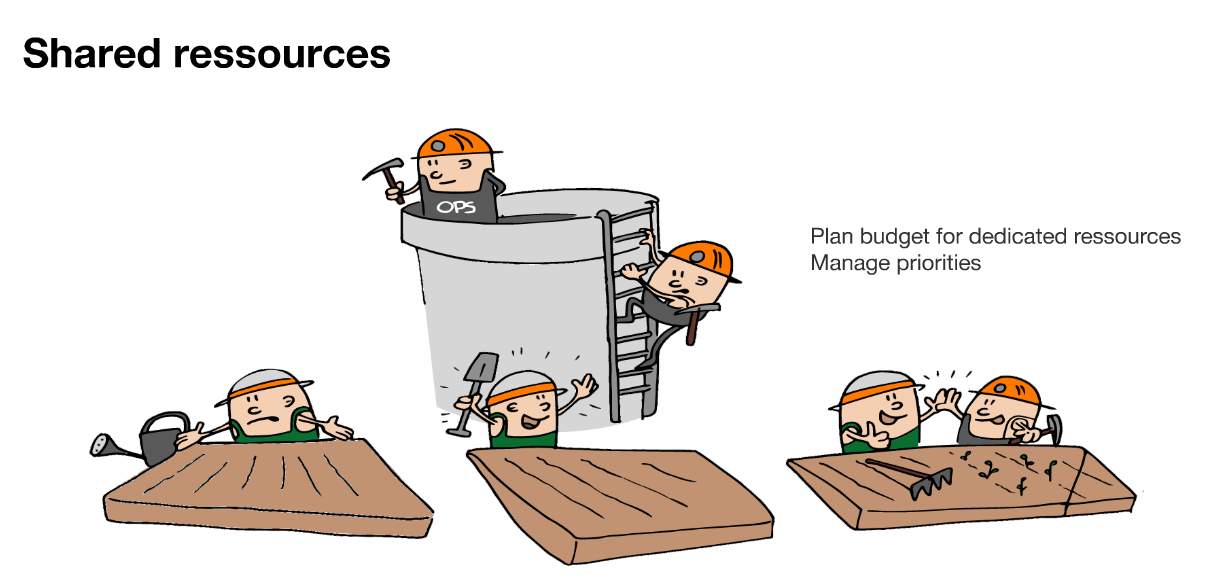 Shared ressources
OPS
Plan budget for dedicated ressources
Manage priorities